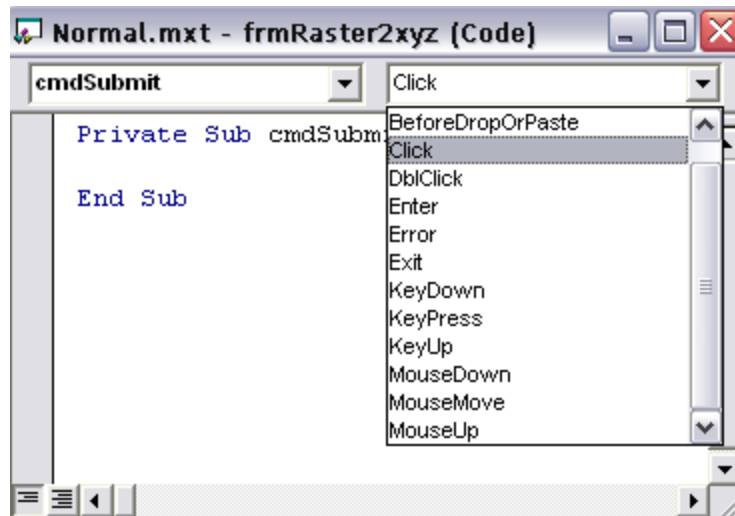 Normal.mxt - frmRaster2xyz (Code)
cmdSubmit Click
Private Sub
BeforeDropOrPaste
Click
DblClick
Enter
Error
Exit
KeyDown
KeyPress
KeyUp
MouseDown
MouseMove
MouseUp
End Sub